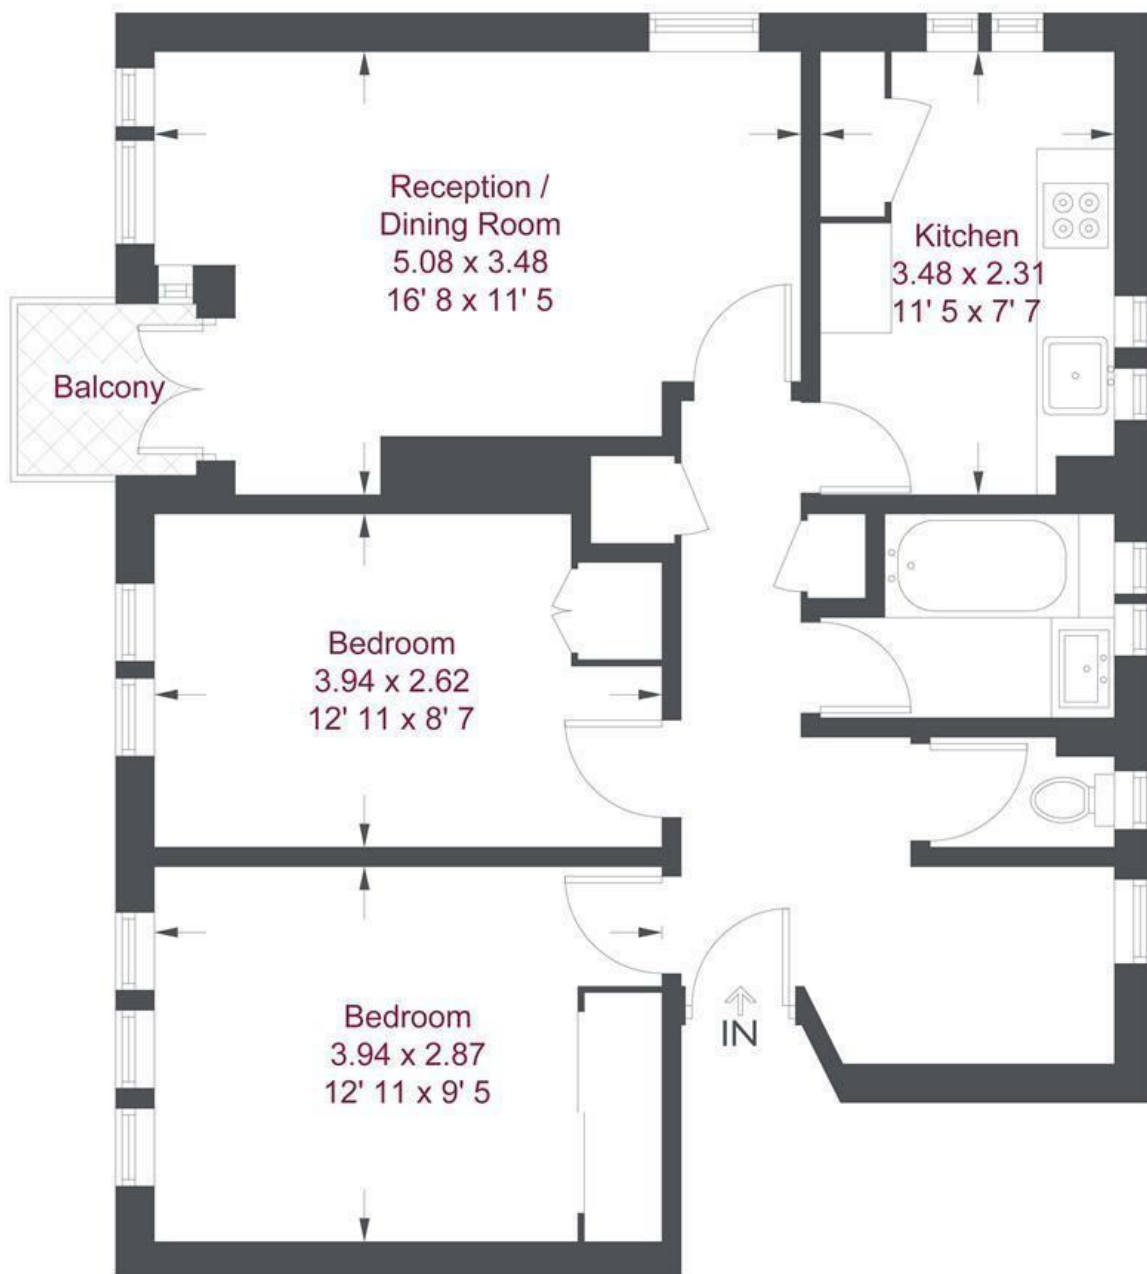 Reception /
Dining Room
5.08 x 3.48
16' 8 x 11' 5
Kitchen
3.48 x 2.31
11' 5 x 7' 7
Balcony
Bedroom
3.94 x 2.62
12' 11 x 8' 7
Bedroom
3.94 x 2.87
12' 11 x 9' 5
IN